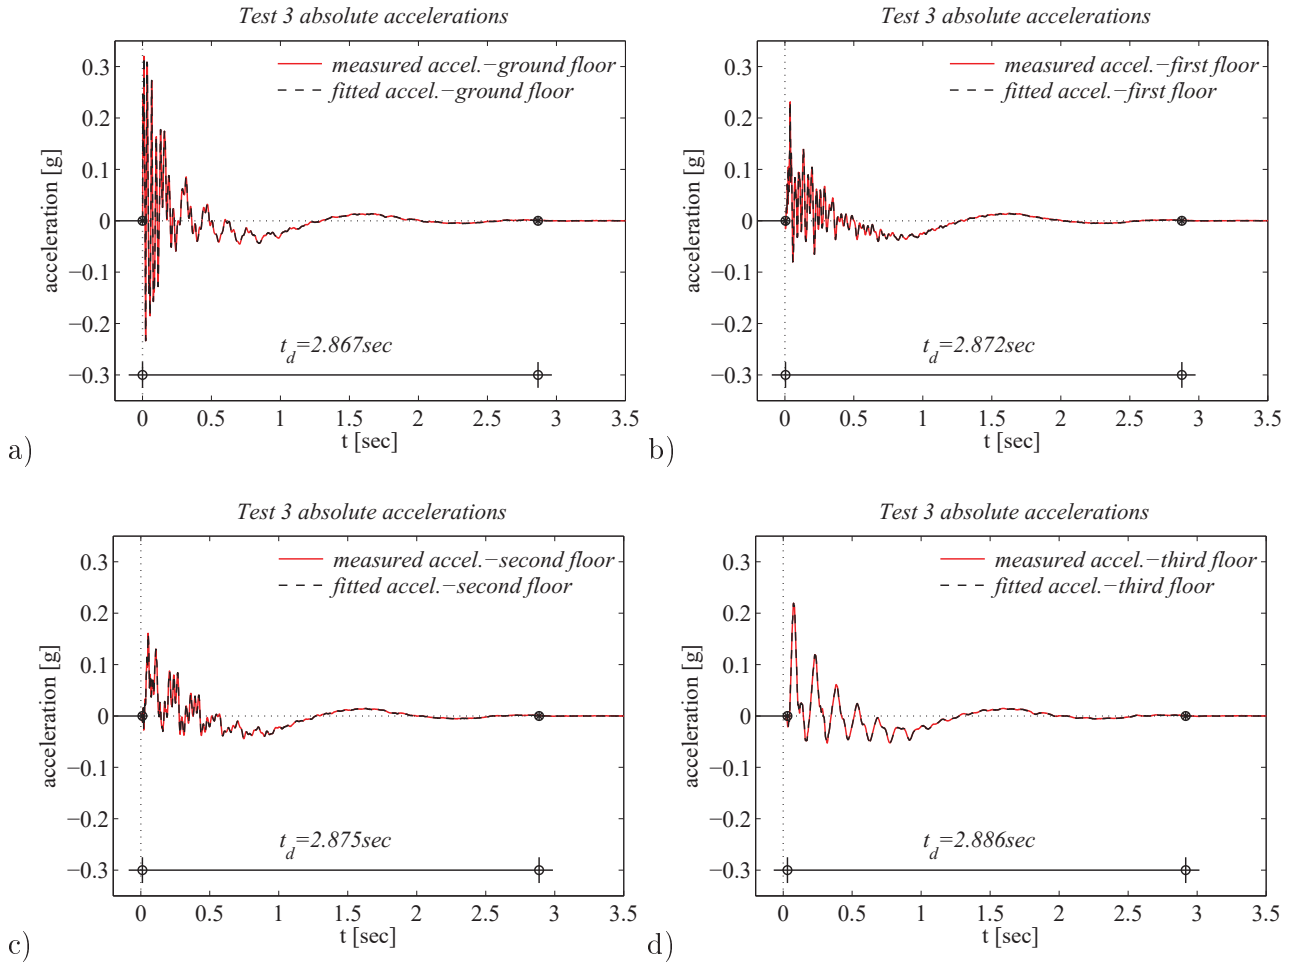 Test 3 absolute accelerations
measured accel.−ground floor
fitted accel.−ground floor
acceleration [g]
0.3
0.2
0.1
0
−0.1
−0.2
−0.3
t_d=2.867sec
0 0.5 1 1.5 2 2.5 3 3.5
t [sec]
a)
Test 3 absolute accelerations
measured accel.−first floor
fitted accel.−first floor
acceleration [g]
0.3
0.2
0.1
0
−0.1
−0.2
−0.3
t_d=2.872sec
0 0.5 1 1.5 2 2.5 3 3.5
t [sec]
b)
Test 3 absolute accelerations
measured accel.−second floor
fitted accel.−second floor
acceleration [g]
0.3
0.2
0.1
0
−0.1
−0.2
−0.3
t_d=2.875sec
0 0.5 1 1.5 2 2.5 3 3.5
t [sec]
c)
Test 3 absolute accelerations
measured accel.−third floor
fitted accel.−third floor
acceleration [g]
0.3
0.2
0.1
0
−0.1
−0.2
−0.3
t_d=2.886sec
0 0.5 1 1.5 2 2.5 3 3.5
t [sec]
d)